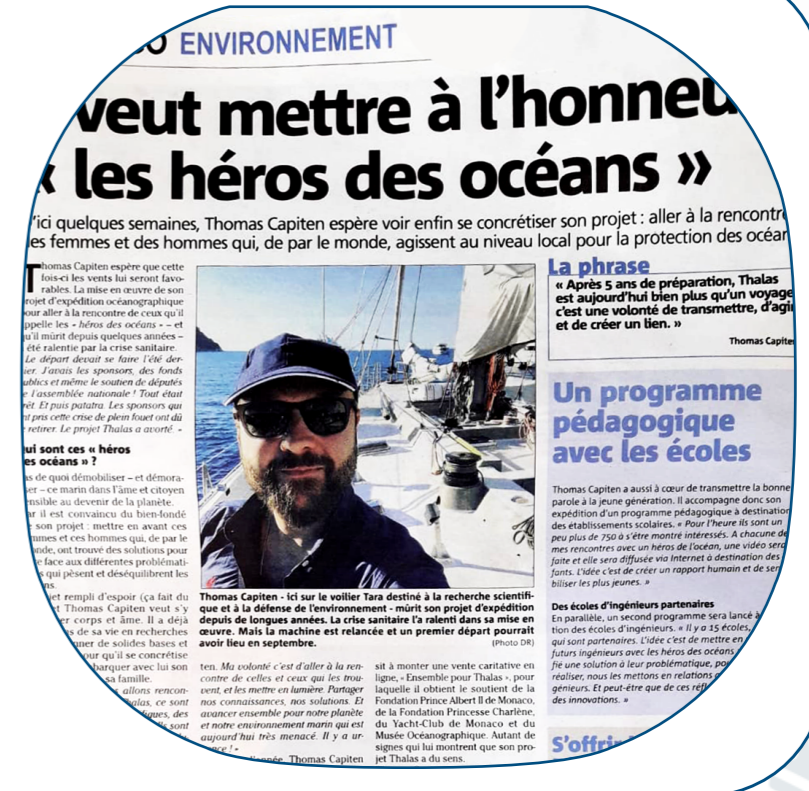 ENVIRONNEMENT
veut mettre à l'honneu
« les héros des océans »
'ici quelques semaines, Thomas Capiten espère voir enfin se concrétiser son projet : aller à la rencontre
es femmes et des hommes qui, de par le monde, agissent au niveau local pour la protection des océan
Thomas Capiten espère que cette
fois-ci les vents lui seront favo-
rables. La mise en œuvre de son
rojet d'expédition océanographique
our aller à la rencontre de ceux qu'il
ppelle les « héros des océans » – et
u'il mûrit depuis quelques années –
été ralentie par la crise sanitaire.
Le départ devait se faire l'été der-
ier. J'avais les sponsors, des fonds
ublics et même le soutien de députés
e l'assemblée nationale ! Tout était
rêt. Et puis patatra. Les sponsors qui
t pris cette crise de plein fouet ont dû
retirer. Le projet Thalas a avorté. »
ui sont ces « héros
es océans » ?
as de quoi démobiliser – et démora-
ser – ce marin dans l'âme et citoyen
ensible au devenir de la planète.
ar il est convaincu du bien-fondé
son projet : mettre en avant ces
mmes et ces hommes qui, de par le
nde, ont trouvé des solutions pour
e face aux différentes problémati-
s qui pèsent et déséquilibrent les
ns.
et rempli d'espoir (ça fait du
et Thomas Capiten veut s'y
er corps et âme. Il a déjà
s de sa vie en recherches
nner de solides bases et
our qu'il se concrétise
barquer avec lui son
sa famille.
allons rencon-
halas, ce sont
iques, des
sont
Thomas Capiten - ici sur le voilier Tara destiné à la recherche scientifi-
que et à la défense de l'environnement - mûrit son projet d'expédition
depuis de longues années. La crise sanitaire l'a ralenti dans sa mise en
œuvre. Mais la machine est relancée et un premier départ pourrait
avoir lieu en septembre.
(Photo DR)
ten. Ma volonté c'est d'aller à la ren-
contre de celles et ceux qui les trou-
vent, et les mettre en lumière. Partager
nos connaissances, nos solutions. Et
avancer ensemble pour notre planète
et notre environnement marin qui est
aujourd'hui très menacé. Il y a ur-
ence ! »
Thomas Capiten
sit à monter une vente caritative en
ligne, « Ensemble pour Thalas », pour
laquelle il obtient le soutient de la
Fondation Prince Albert II de Monaco,
de la Fondation Princesse Charlène,
du Yacht-Club de Monaco et du
Musée Océanographique. Autant de
signes qui lui montrent que son pro-
jet Thalas a du sens.
La phrase
« Après 5 ans de préparation, Thalas
est aujourd'hui bien plus qu'un voyage
c'est une volonté de transmettre, d'agi
et de créer un lien. »
Thomas Capiten
Un programme
pédagogique
avec les écoles
Thomas Capiten a aussi à cœur de transmettre la bonne
parole à la jeune génération. Il accompagne donc son
expédition d'un programme pédagogique à destination
des établissements scolaires. « Pour l'heure ils sont un
peu plus de 750 à s'être montré intéressés. A chacune de
mes rencontres avec un héros de l'océan, une vidéo sera
faite et elle sera diffusée via Internet à destination des
fants. L'idée c'est de créer un rapport humain et de sen
biliser les plus jeunes. »
Des écoles d'ingénieurs partenaires
En parallèle, un second programme sera lancé à
tion des écoles d'ingénieurs. « Il y a 15 écoles,
qui sont partenaires. L'idée c'est de mettre en
futurs ingénieurs avec les héros des océans
fié une solution à leur problématique, pou
réaliser, nous les mettons en relations a
génieurs. Et peut-être que de ces réfl
des innovations. »
S'offri